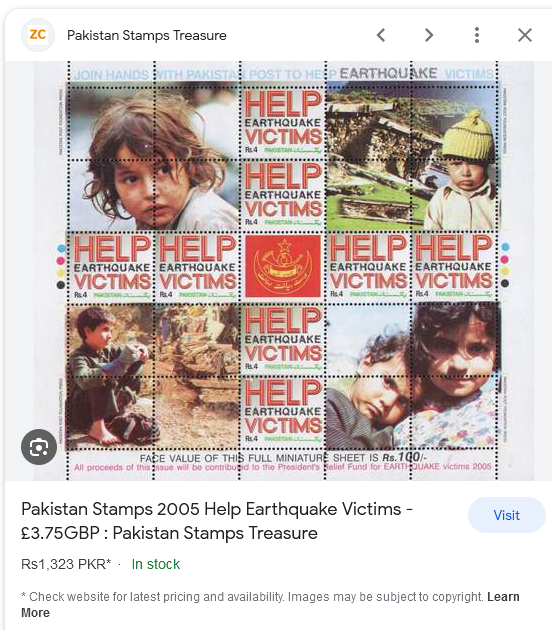 ZC Pakistan Stamps Treasure
JOIN HANDS WITH PAKISTAN POST TO HELP EARTHQUAKE VICTIMS
HELP
EARTHQUAKE
VICTIMS
Rs.4 PAKISTAN
HELP
EARTHQUAKE
VICTIMS
Rs.4 PAKISTAN
HELP HELP HELP HELP
EARTHQUAKE EARTHQUAKE EARTHQUAKE EARTHQUAKE
VICTIMS VICTIMS VICTIMS VICTIMS
Rs.4 PAKISTAN Rs.4 PAKISTAN Rs.4 PAKISTAN Rs.4 PAKISTAN
HELP
EARTHQUAKE
VICTIMS
Rs.4 PAKISTAN
HELP
EARTHQUAKE
VICTIMS
Rs.4 PAKISTAN
FACE VALUE OF THIS FULL MINIATURE SHEET IS Rs.100/-
All proceeds of this issue will be contributed to the President's Relief Fund for EARTHQUAKE victims 2005
Pakistan Stamps 2005 Help Earthquake Victims -
£3.75GBP : Pakistan Stamps Treasure
Visit
Rs1,323 PKR* · In stock
* Check website for latest pricing and availability. Images may be subject to copyright. Learn
More